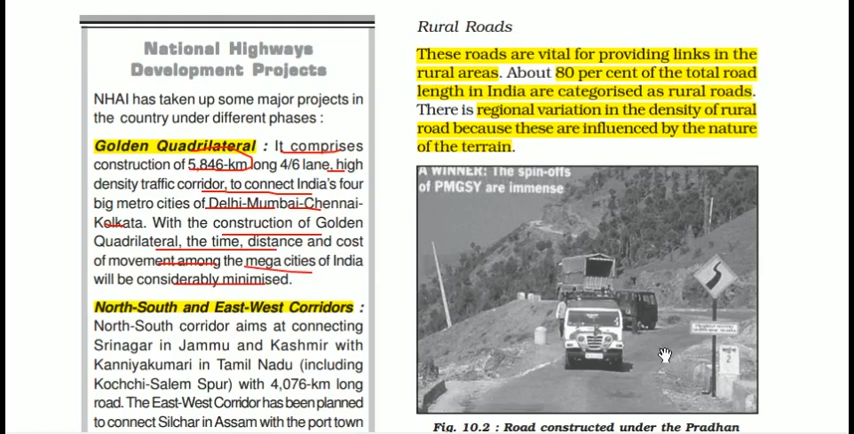 National Highways
Development Projects
NHAI has taken up some major projects in
the country under different phases :
Golden Quadrilateral : It comprises
construction of 5,846-km long 4/6 lane, high
density traffic corridor, to connect India's four
big metro cities of Delhi-Mumbai-Chennai-
Kolkata. With the construction of Golden
Quadrilateral, the time, distance and cost
of movement among the mega cities of India
will be considerably minimised.
North-South and East-West Corridors :
North-South corridor aims at connecting
Srinagar in Jammu and Kashmir with
Kanniyakumari in Tamil Nadu (including
Kochchi-Salem Spur) with 4,076-km long
road. The East-West Corridor has been planned
to connect Silchar in Assam with the port town
Rural Roads
These roads are vital for providing links in the
rural areas. About 80 per cent of the total road
length in India are categorised as rural roads.
There is regional variation in the density of rural
road because these are influenced by the nature
of the terrain.
A WINNER: The spin-offs
of PMGSY are immense
Fig. 10.2 : Road constructed under the Pradhan